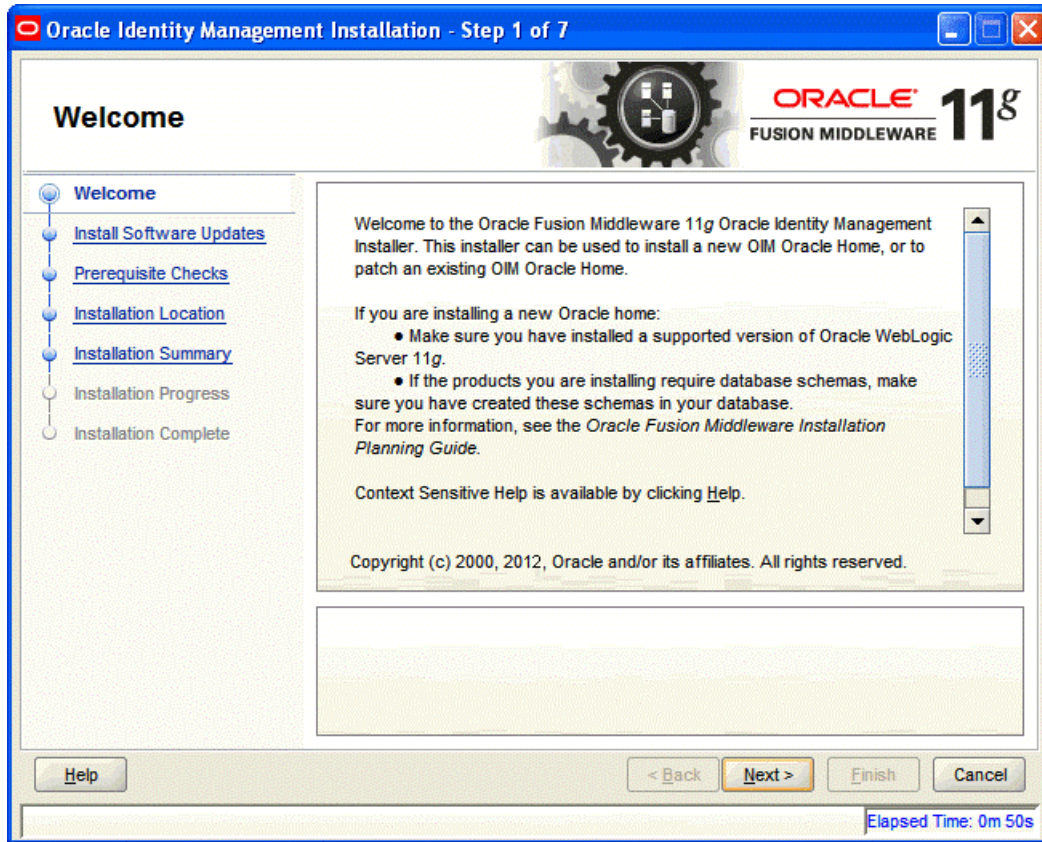 Oracle Identity Management Installation - Step 1 of 7
Welcome
ORACLE®
FUSION MIDDLEWARE
11g
Welcome
Install Software Updates
Prerequisite Checks
Installation Location
Installation Summary
Installation Progress
Installation Complete
Welcome to the Oracle Fusion Middleware 11g Oracle Identity Management
Installer. This installer can be used to install a new OIM Oracle Home, or to
patch an existing OIM Oracle Home.
If you are installing a new Oracle home:
● Make sure you have installed a supported version of Oracle WebLogic
Server 11g.
● If the products you are installing require database schemas, make
sure you have created these schemas in your database.
For more information, see the Oracle Fusion Middleware Installation
Planning Guide.
Context Sensitive Help is available by clicking Help.
Copyright (c) 2000, 2012, Oracle and/or its affiliates. All rights reserved.
Help
< Back
Next >
Finish
Cancel
Elapsed Time: 0m 50s